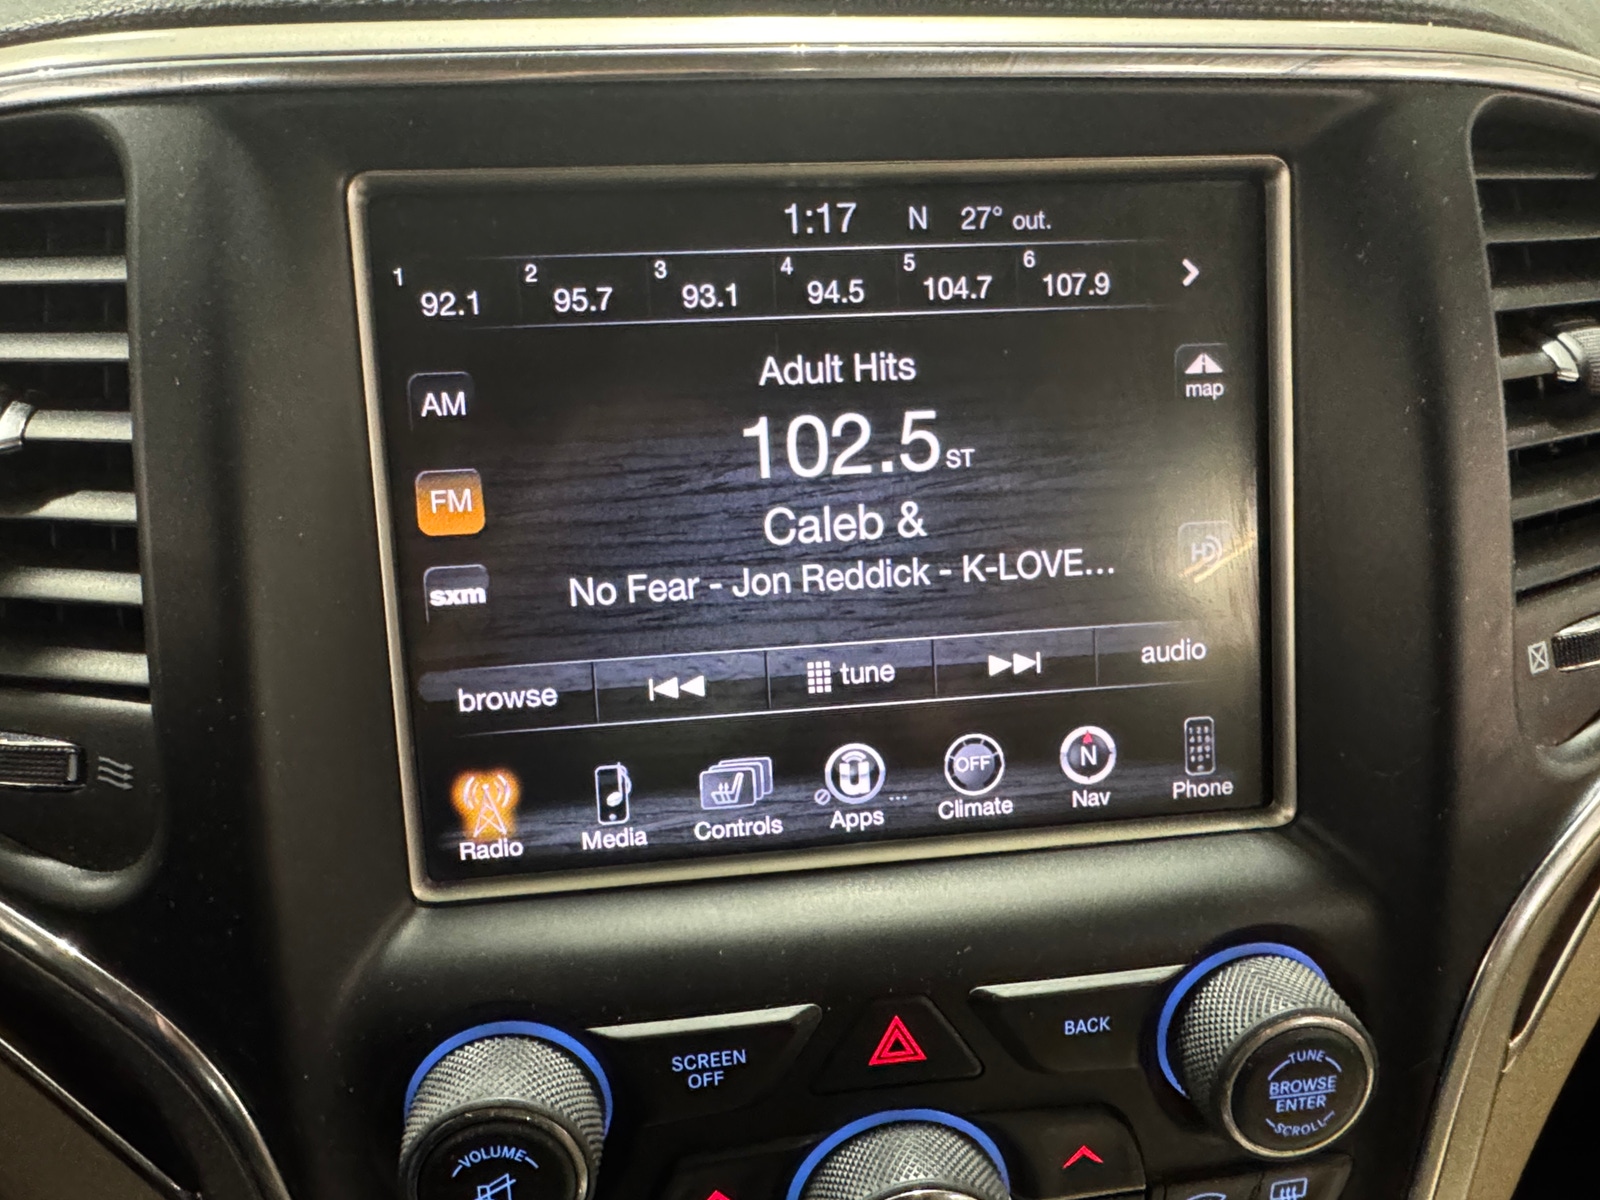 1:17 N 27° out.
1 92.1 2 95.7 3 93.1 4 94.5 5 104.7 6 107.9
Adult Hits
map
AM
102.5 ST
FM
Caleb &
HD
No Fear - Jon Reddick - K-LOVE...
sxm
browse tune audio
OFF N
Radio Media Controls Apps Climate Nav Phone
SCREEN
OFF
BACK
TUNE
BROWSE
ENTER
SCROLL
VOLUME